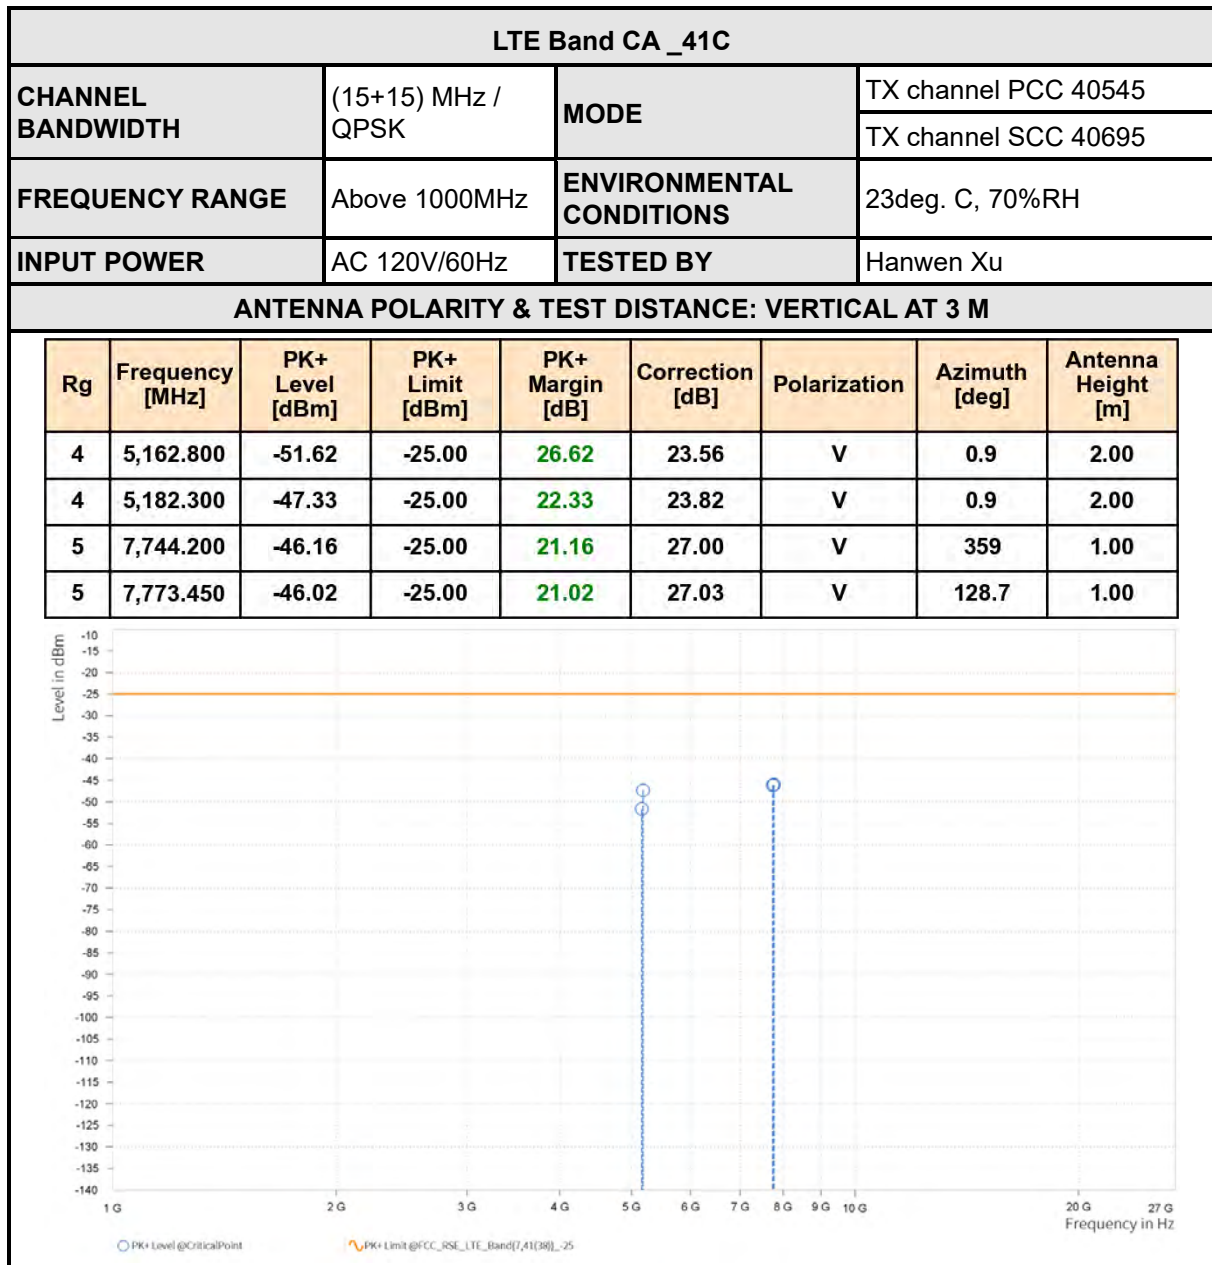 LTE Band CA _41C
CHANNEL BANDWIDTH (15+15) MHz / QPSK MODE TX channel PCC 40545
TX channel SCC 40695
FREQUENCY RANGE Above 1000MHz ENVIRONMENTAL CONDITIONS 23deg. C, 70%RH
INPUT POWER AC 120V/60Hz TESTED BY Hanwen Xu
ANTENNA POLARITY & TEST DISTANCE: VERTICAL AT 3 M
Rg Frequency [MHz] PK+ Level [dBm] PK+ Limit [dBm] PK+ Margin [dB] Correction [dB] Polarization Azimuth [deg] Antenna Height [m]
4 5,162.800 -51.62 -25.00 26.62 23.56 V 0.9 2.00
4 5,182.300 -47.33 -25.00 22.33 23.82 V 0.9 2.00
5 7,744.200 -46.16 -25.00 21.16 27.00 V 359 1.00
5 7,773.450 -46.02 -25.00 21.02 27.03 V 128.7 1.00
Level in dBm
-10
-15
-20
-25
-30
-35
-40
-45
-50
-55
-60
-65
-70
-75
-80
-85
-90
-95
-100
-105
-110
-115
-120
-125
-130
-135
-140
1 G 2 G 3 G 4 G 5 G 6 G 7 G 8 G 9 G 10 G 20 G 27 G
Frequency in Hz
PK+ Level @CriticalPoint PK+ Limit @FCC_RSE_LTE_Band(7,41(38))_-25